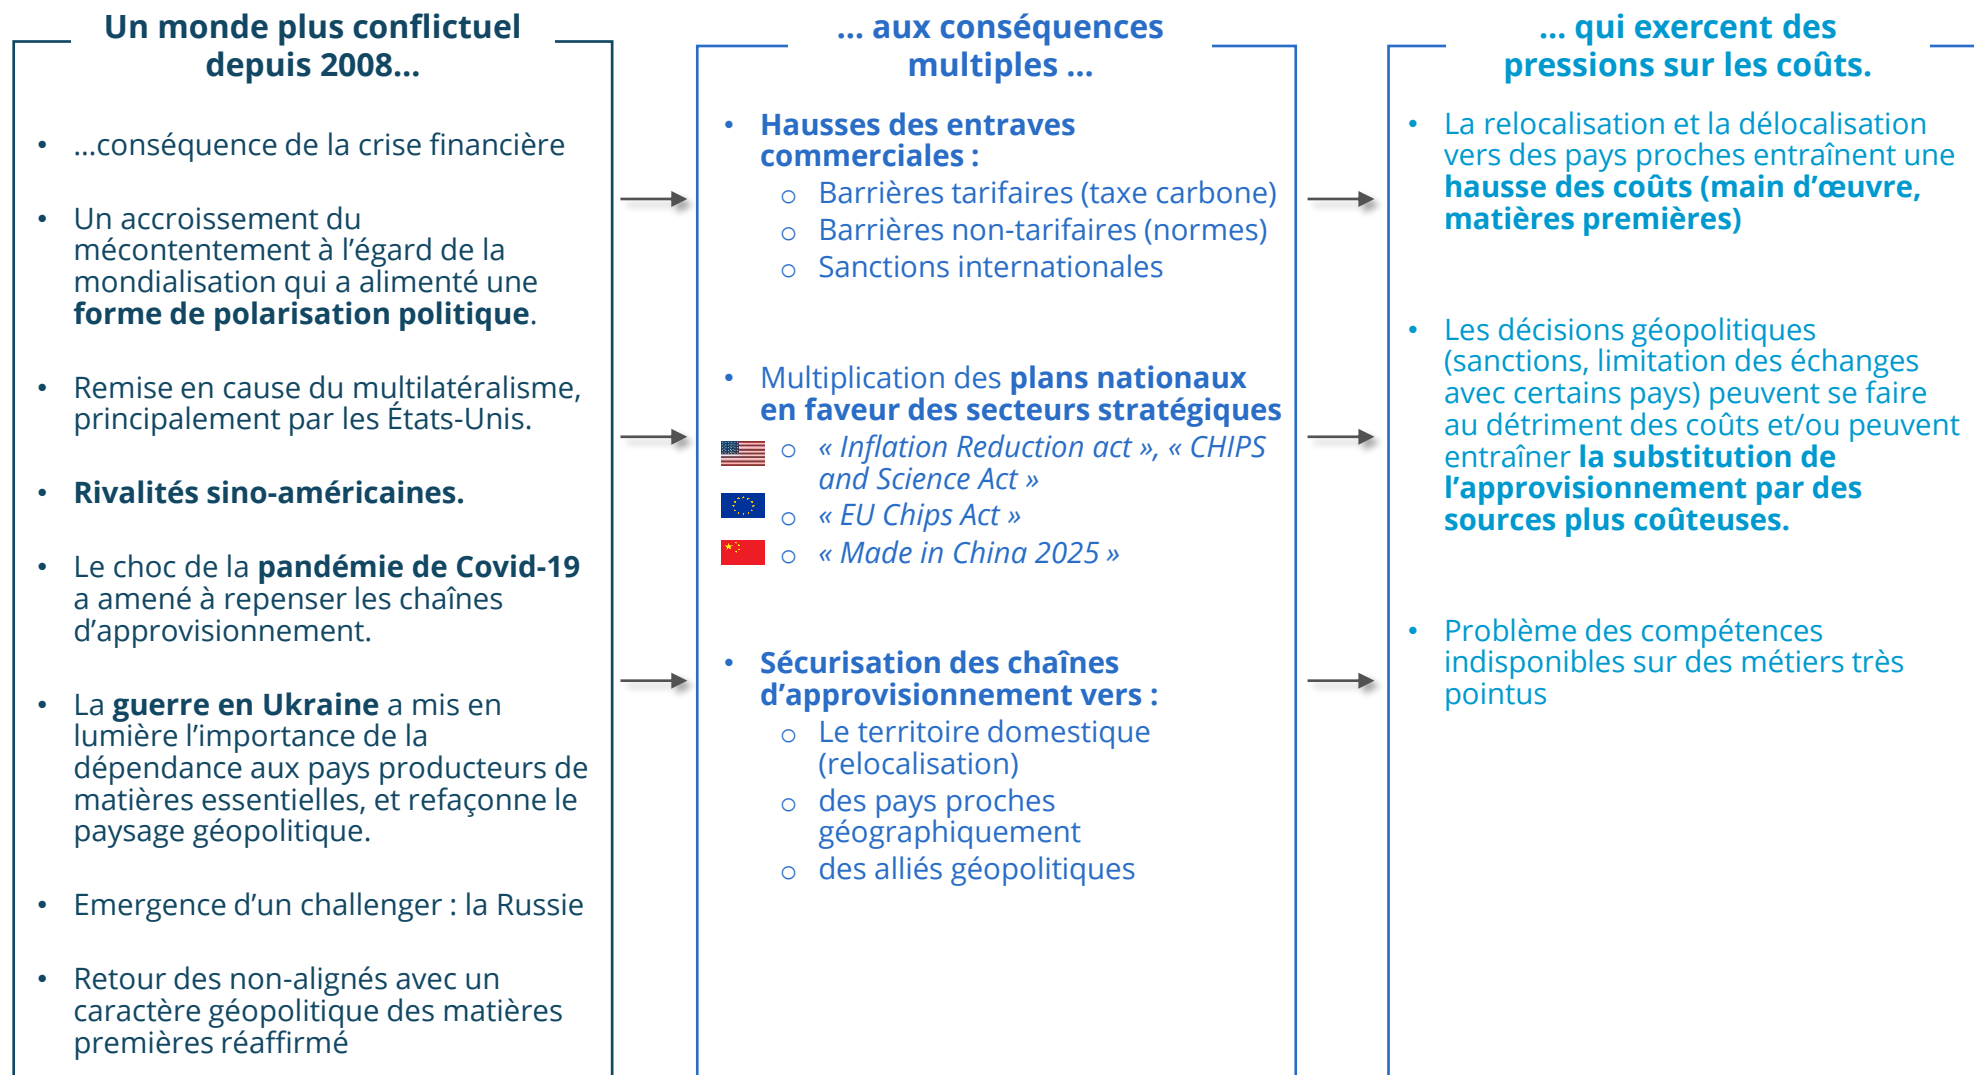 Un monde plus conflictuel
depuis 2008…
• …conséquence de la crise financière
• Un accroissement du
mécontentement à l’égard de la
mondialisation qui a alimenté une
forme de polarisation politique.
• Remise en cause du multilatéralisme,
principalement par les États-Unis.
• Rivalités sino-américaines.
• Le choc de la pandémie de Covid-19
a amené à repenser les chaînes
d’approvisionnement.
• La guerre en Ukraine a mis en
lumière l’importance de la
dépendance aux pays producteurs de
matières essentielles, et refaçonne le
paysage géopolitique.
• Emergence d’un challenger : la Russie
• Retour des non-alignés avec un
caractère géopolitique des matières
premières réaffirmé
… aux conséquences
multiples …
• Hausses des entraves
commerciales :
o Barrières tarifaires (taxe carbone)
o Barrières non-tarifaires (normes)
o Sanctions internationales
• Multiplication des plans nationaux
en faveur des secteurs stratégiques
o « Inflation Reduction act », « CHIPS
and Science Act »
o « EU Chips Act »
o « Made in China 2025 »
• Sécurisation des chaînes
d’approvisionnement vers :
o Le territoire domestique
(relocalisation)
o des pays proches
géographiquement
o des alliés géopolitiques
… qui exercent des
pressions sur les coûts.
• La relocalisation et la délocalisation
vers des pays proches entraînent une
hausse des coûts (main d’œuvre,
matières premières)
• Les décisions géopolitiques
(sanctions, limitation des échanges
avec certains pays) peuvent se faire
au détriment des coûts et/ou peuvent
entraîner la substitution de
l’approvisionnement par des
sources plus coûteuses.
• Problème des compétences
indisponibles sur des métiers très
pointus